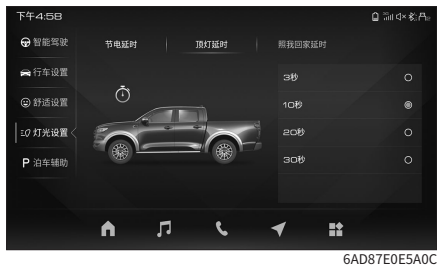 下午4:58
智能驾驶
行车设置
舒适设置
灯光设置
P 泊车辅助
节电延时
顶灯延时
照我回家延时
3秒
10秒
20秒
30秒
6AD87E0E5A0C